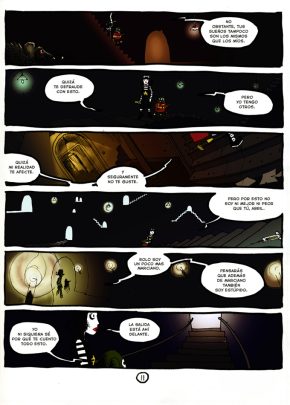 NO
OBSTANTE, TUS
SUEÑOS TAMPOCO
SON LOS MISMOS
QUE LOS MÍOS.
QUIZÁ
TE DEFRAUDE
CON ESTO.
PERO
YO TENGO
OTROS.
QUIZÁ
MI REALIDAD
TE AFECTE.
Y
SEGURAMENTE
NO TE GUSTE.
PERO POR ESTO NO
SOY NI MEJOR NI PEOR
QUE TÚ, ABRIL.
SOLO SOY
UN POCO MAS
MARCIANO.
PENSARÁS
QUE ADEMÁS
DE MARCIANO
TAMBIÉN
SOY ESTÚPIDO.
YO
NI SIQUIERA SÉ
POR QUÉ TE CUENTO
TODO ESTO.
LA SALIDA
ESTÁ AHÍ
DELANTE.
11